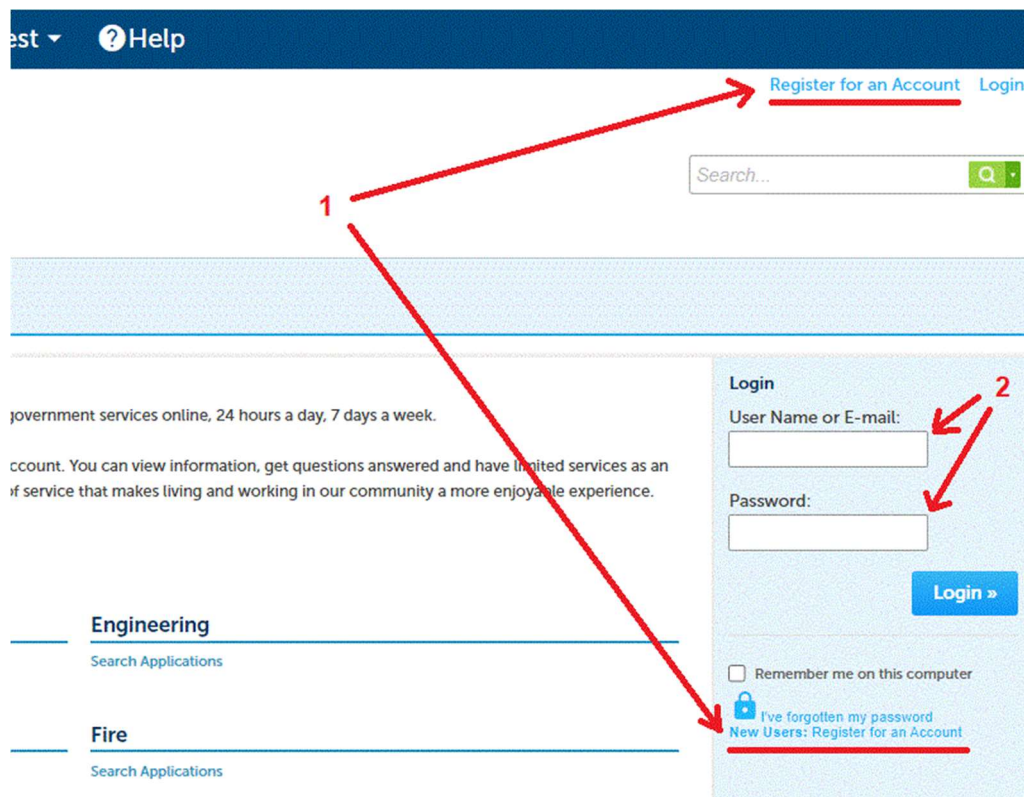 est Help
Register for an Account Login
Search...
1
Login
2
User Name or E-mail:
government services online, 24 hours a day, 7 days a week.
ccount. You can view information, get questions answered and have limited services as an
of service that makes living and working in our community a more enjoyable experience.
Password:
Login »
Engineering
Search Applications
Remember me on this computer
I've forgotten my password
New Users: Register for an Account
Fire
Search Applications